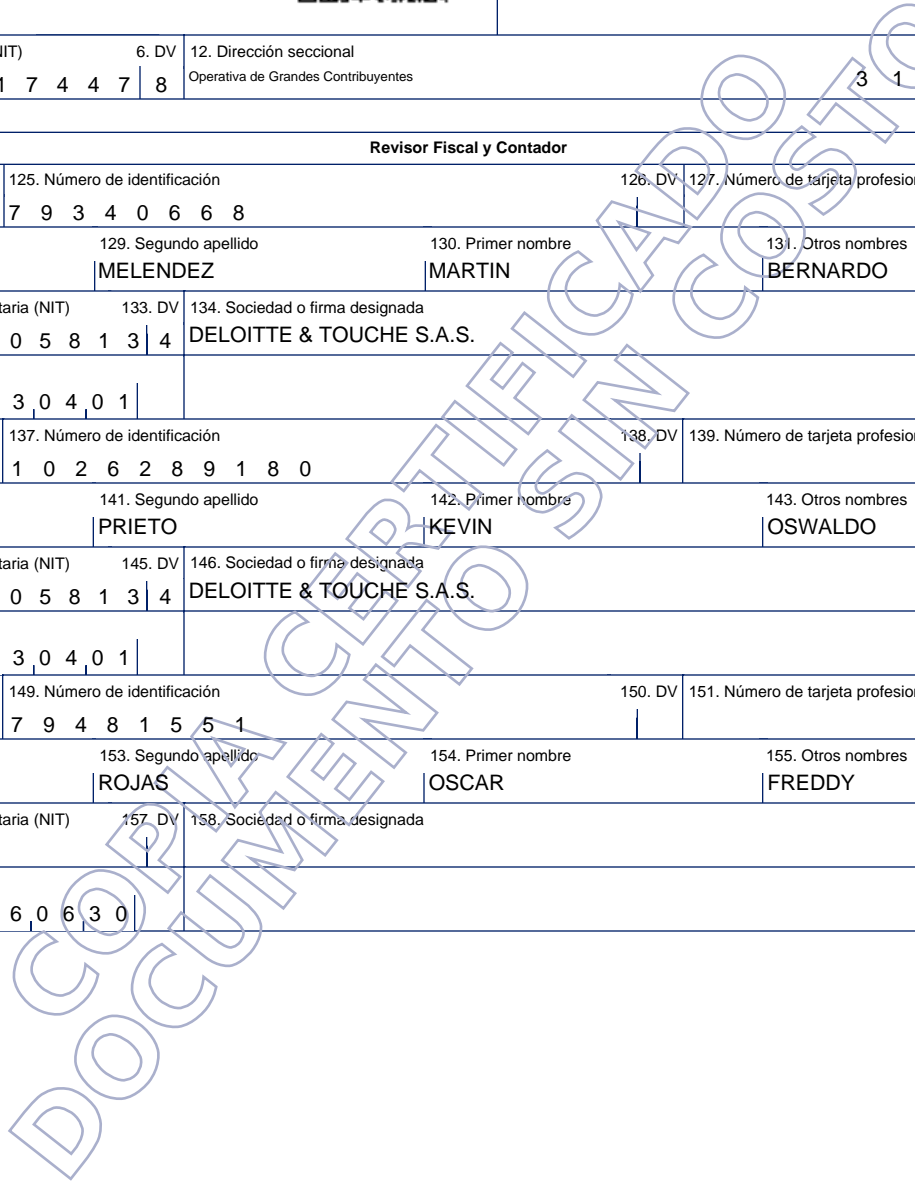 6. DV 12. Dirección seccional
7 4 4 7 8 Operativa de Grandes Contribuyentes 3 1
Revisor Fiscal y Contador
125. Número de identificación 126. DV 127. Número de tarjeta
7 9 3 4 0 6 6 8
129. Segundo apellido 130. Primer nombre 131. Otros nombres
MELENDEZ MARTIN BERNARDO
(NIT) 133. DV 134. Sociedad o firma designada
0 5 8 1 3 4 DELOITTE & TOUCHE S.A.S.
3 0 4 0 1
137. Número de identificación 138. DV 139. Número de tarjeta
1 0 2 6 2 8 9 1 8 0
141. Segundo apellido 142. Primer nombre 143. Otros nombres
PRIETO KEVIN OSWALDO
(NIT) 145. DV 146. Sociedad o firma designada
0 5 8 1 3 4 DELOITTE & TOUCHE S.A.S.
3 0 4 0 1
149. Número de identificación 150. DV 151. Número de tarjeta
7 9 4 8 1 5 5 1
153. Segundo apellido 154. Primer nombre 155. Otros nombres
ROJAS OSCAR FREDDY
(NIT) 157. DV 158. Sociedad o firma designada
6 0 6 3 0
COPIA CERTIFICADO
DOCUMENTO SIN COSTO